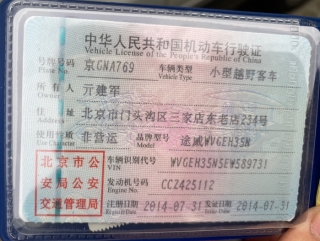 中华人民共和国机动车行驶证
Vehicle License of the People's Republic of China
号牌号码 京GNA769 车辆类型 小型越野客车
Plate No. Vehicle Type
所有人 亓建军
Owner
住址 北京市门头沟区三家店东老店234号
Address
使用性质 非营运 品牌型号 途威WVGEH35N
Use Character Model
北京市公 车辆识别代号 WVGEH35N5EW589731
VIN
安局公安 发动机号码 CCZ425112
Engine No.
交通管理局 注册日期 2014-07-31 发证日期 2014-07-31
Register Date Issue Date